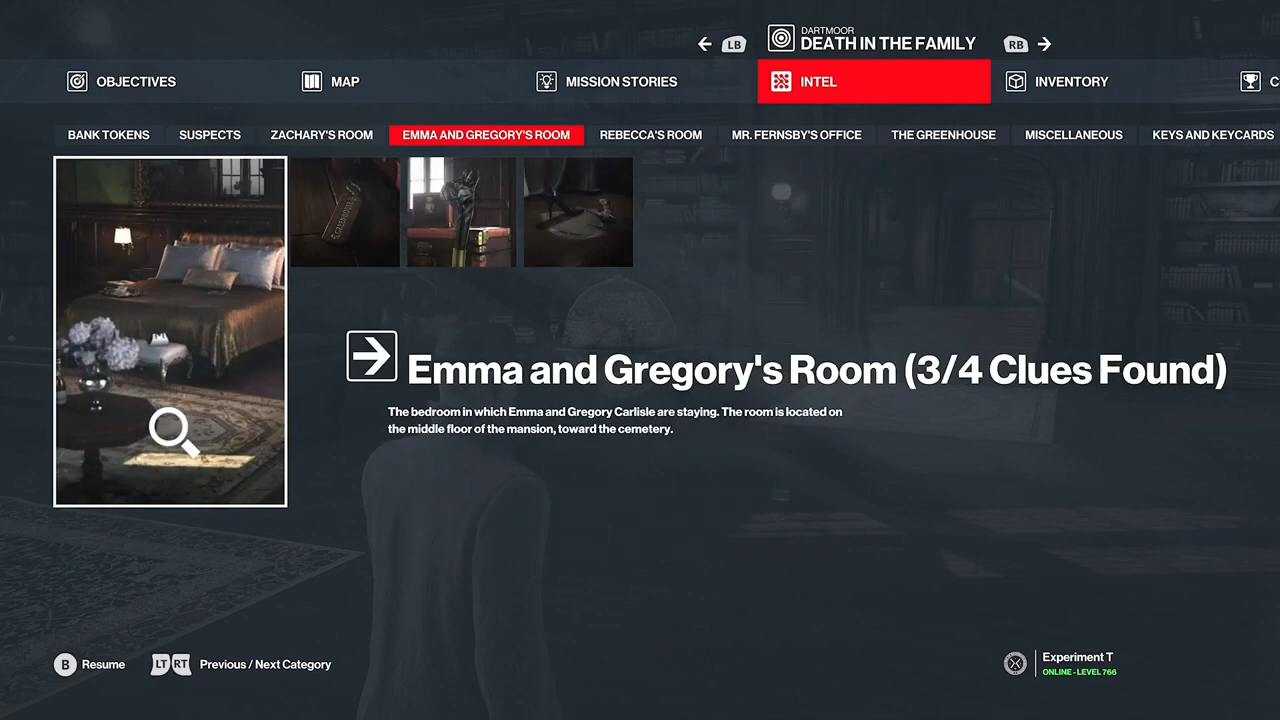 LB
DARTMOOR
DEATH IN THE FAMILY
RB
OBJECTIVES
MAP
MISSION STORIES
INTEL
INVENTORY
C
BANK TOKENS
SUSPECTS
ZACHARY'S ROOM
EMMA AND GREGORY'S ROOM
REBECCA'S ROOM
MR. FERNSBY'S OFFICE
THE GREENHOUSE
MISCELLANEOUS
KEYS AND KEYCARDS
Emma and Gregory's Room (3/4 Clues Found)
The bedroom in which Emma and Gregory Carlisle are staying. The room is located on
the middle floor of the mansion, toward the cemetery.
B Resume
LT RT Previous / Next Category
Experiment T
ONLINE - LEVEL 766